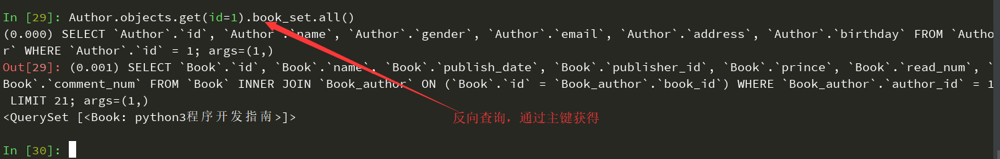 In [29]: Author.objects.get(id=1).book_set.all()
(0.000) SELECT `Author`.`id`, `Author`.`name`, `Author`.`gender`, `Author`.`email`, `Author`.`address`, `Author`.`birthday` FROM `Autho
r` WHERE `Author`.`id` = 1; args=(1,)
Out[29]: (0.001) SELECT `Book`.`id`, `Book`.`name`, `Book`.`publish_date`, `Book`.`publisher_id`, `Book`.`prince`, `Book`.`read_num`, `
Book`.`comment_num` FROM `Book` INNER JOIN `Book_author` ON (`Book`.`id` = `Book_author`.`book_id`) WHERE `Book_author`.`author_id` = 1
 LIMIT 21; args=(1,)
<QuerySet [<Book: python3程序开发指南>]>
反向查询，通过主键获得
In [30]: